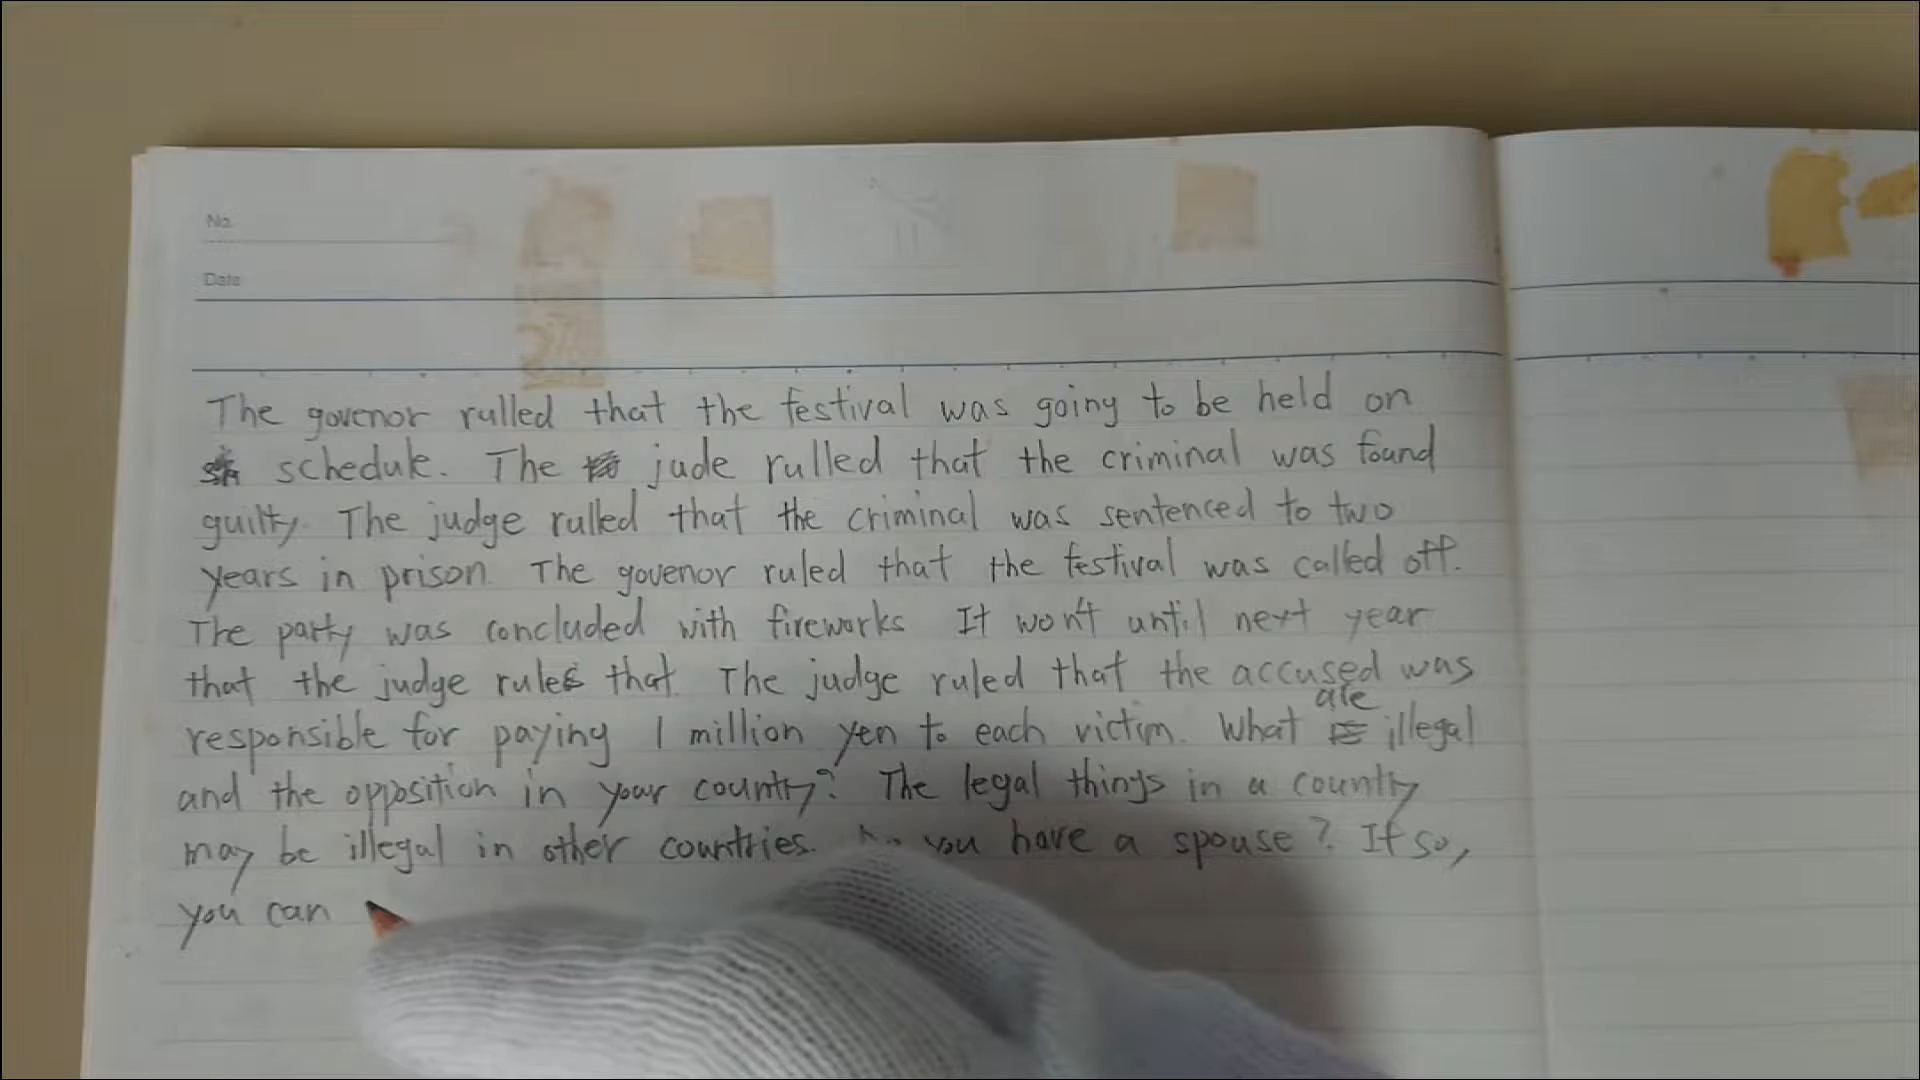 No.
Date
The govenor rulled that the festival was going to be held on
schedule. The jude rulled that the criminal was found
guilty. The judge rulled that the criminal was sentenced to two
years in prison. The govenor ruled that the festival was called off.
The party was concluded with fireworks. It won't until next year
that the judge rules that. The judge ruled that the accused was
are
responsible for paying 1 million yen to each victim. What illegal
and the opposition in your country? The legal things in a country
may be illegal in other countries. you have a spouse? If so,
you can